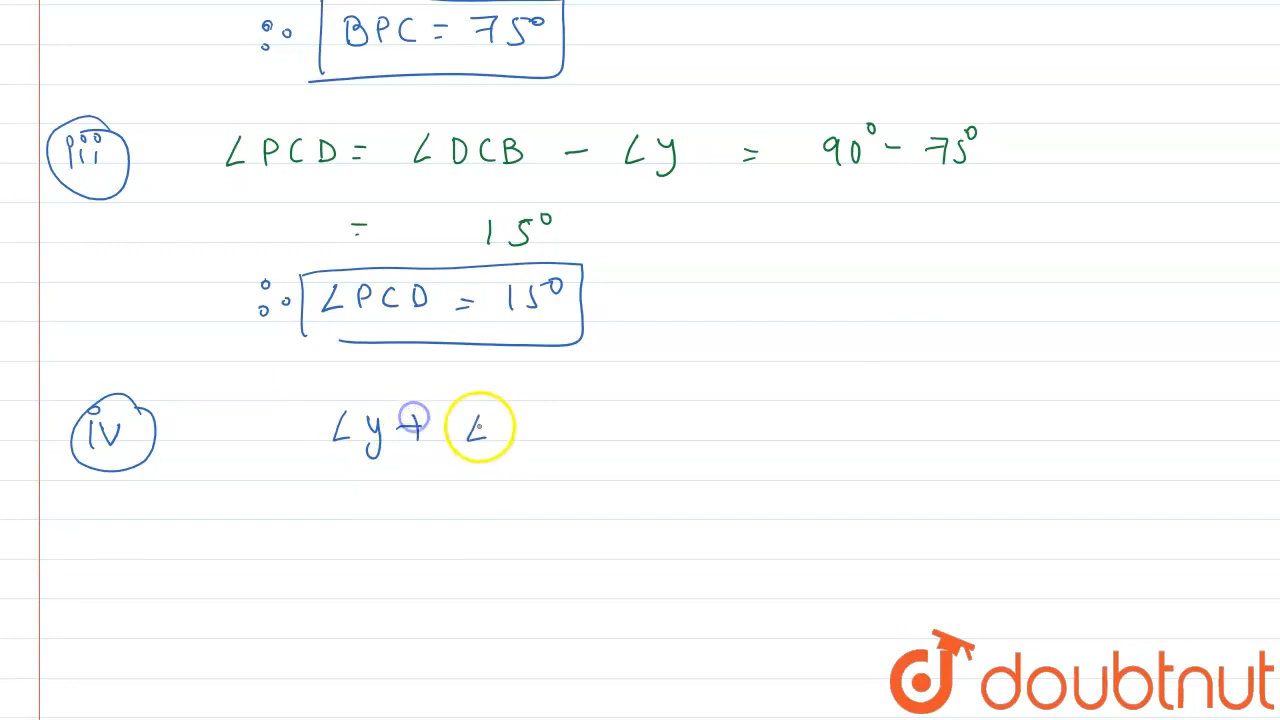 ∴ BPC = 75°
iii ∠PCD = ∠DCB - ∠y = 90° - 75°
= 15°
∴ ∠PCD = 15°
iv ∠y + ∠
doubtnut